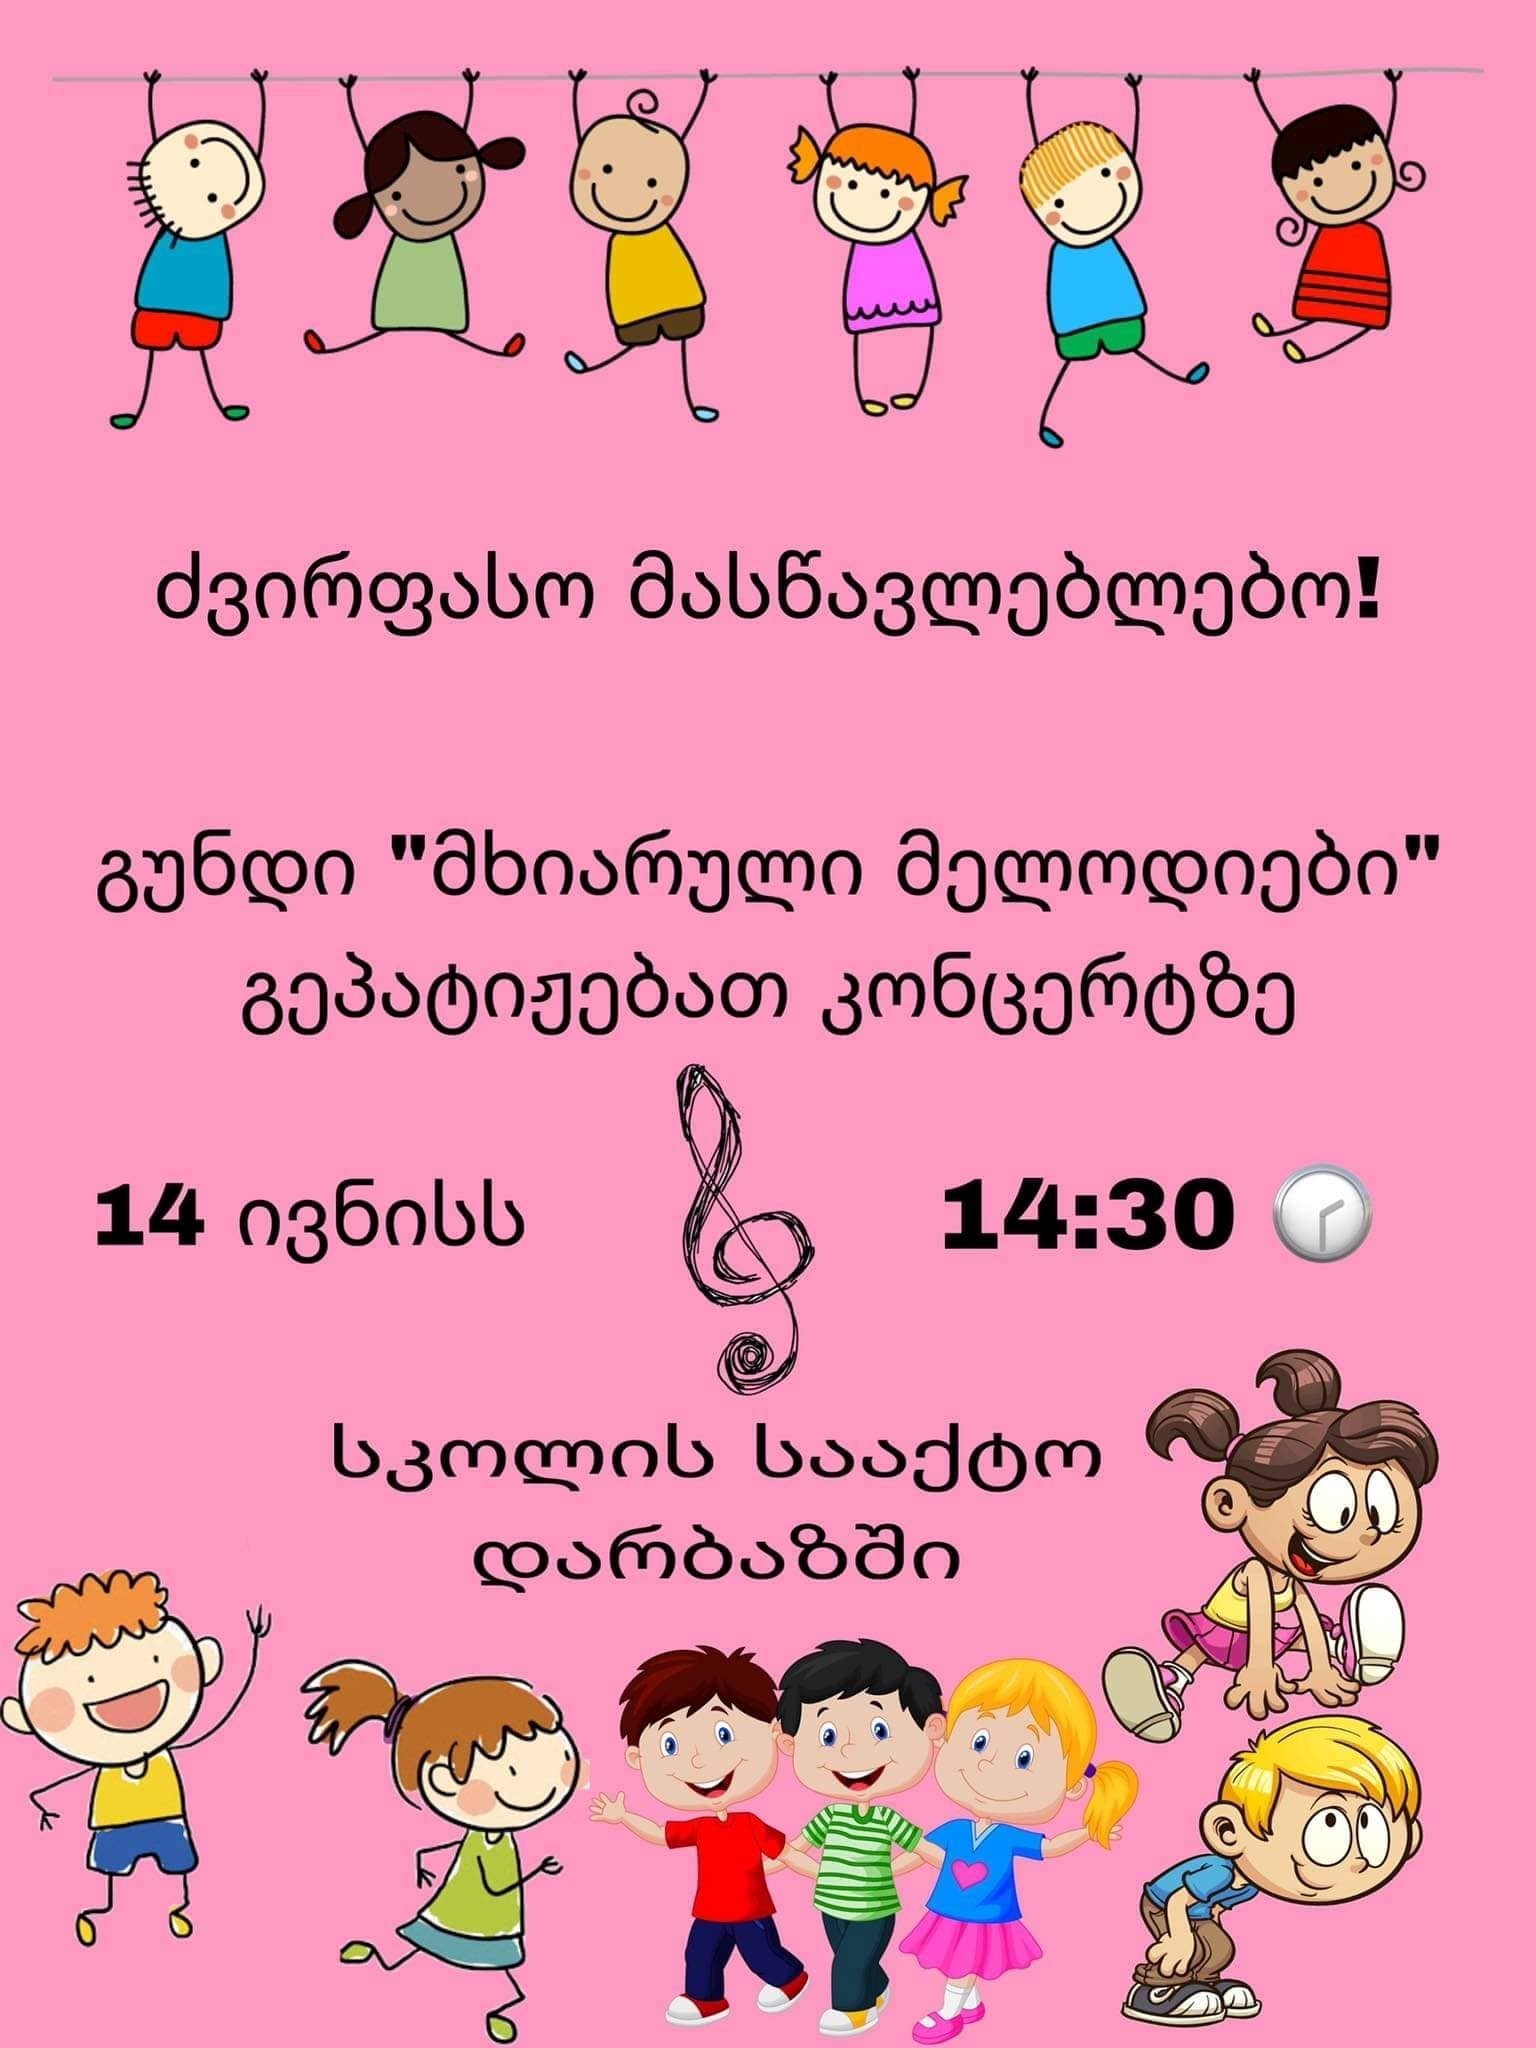 ძვირფასო მასწავლებლებო!
გუნდი "მხიარული მელოდიები"
გეპატიჟებათ კონცერტზე
14 ივნისს
14:30
სკოლის სააქტო
დარბაზში